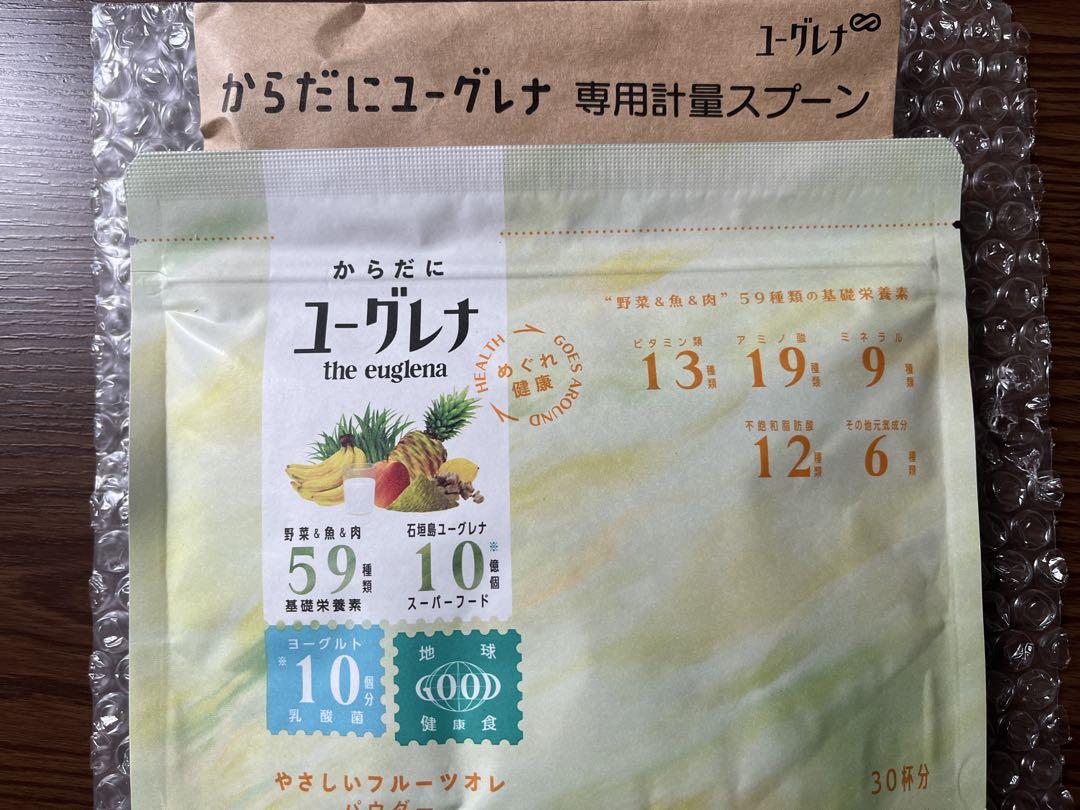 ユーグレナ
からだにユーグレナ 専用計量スプーン
からだに
ユーグレナ
the euglena
HEALTH GOES AROUND
めぐれ
健康
“野菜&魚&肉” 59種類の基礎栄養素
ビタミン類 アミノ酸 ミネラル
13種類 19種類 9種類
不飽和脂肪酸 その他元気成分
12種類 6種類
野菜&魚&肉
59種類
基礎栄養素
石垣島ユーグレナ
10※億個
スーパーフード
ヨーグルト
※10個分
乳酸菌
地球
GOOD
健康食
やさしいフルーツオレ
パウダー
30杯分